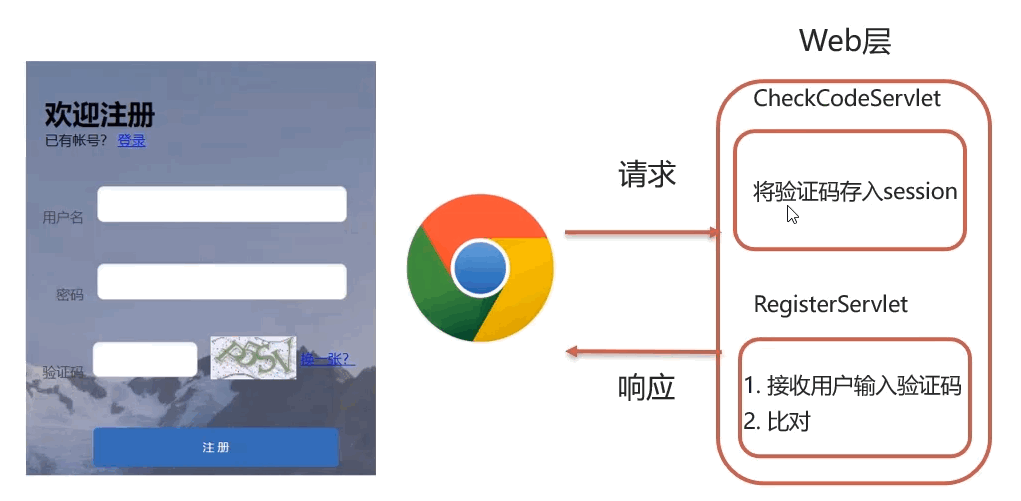 Web层
欢迎注册
已有帐号？ 登录
用户名
密码
验证码
换一张？
注 册
请求
响应
CheckCodeServlet
将验证码存入session
RegisterServlet
1. 接收用户输入验证码
2. 比对